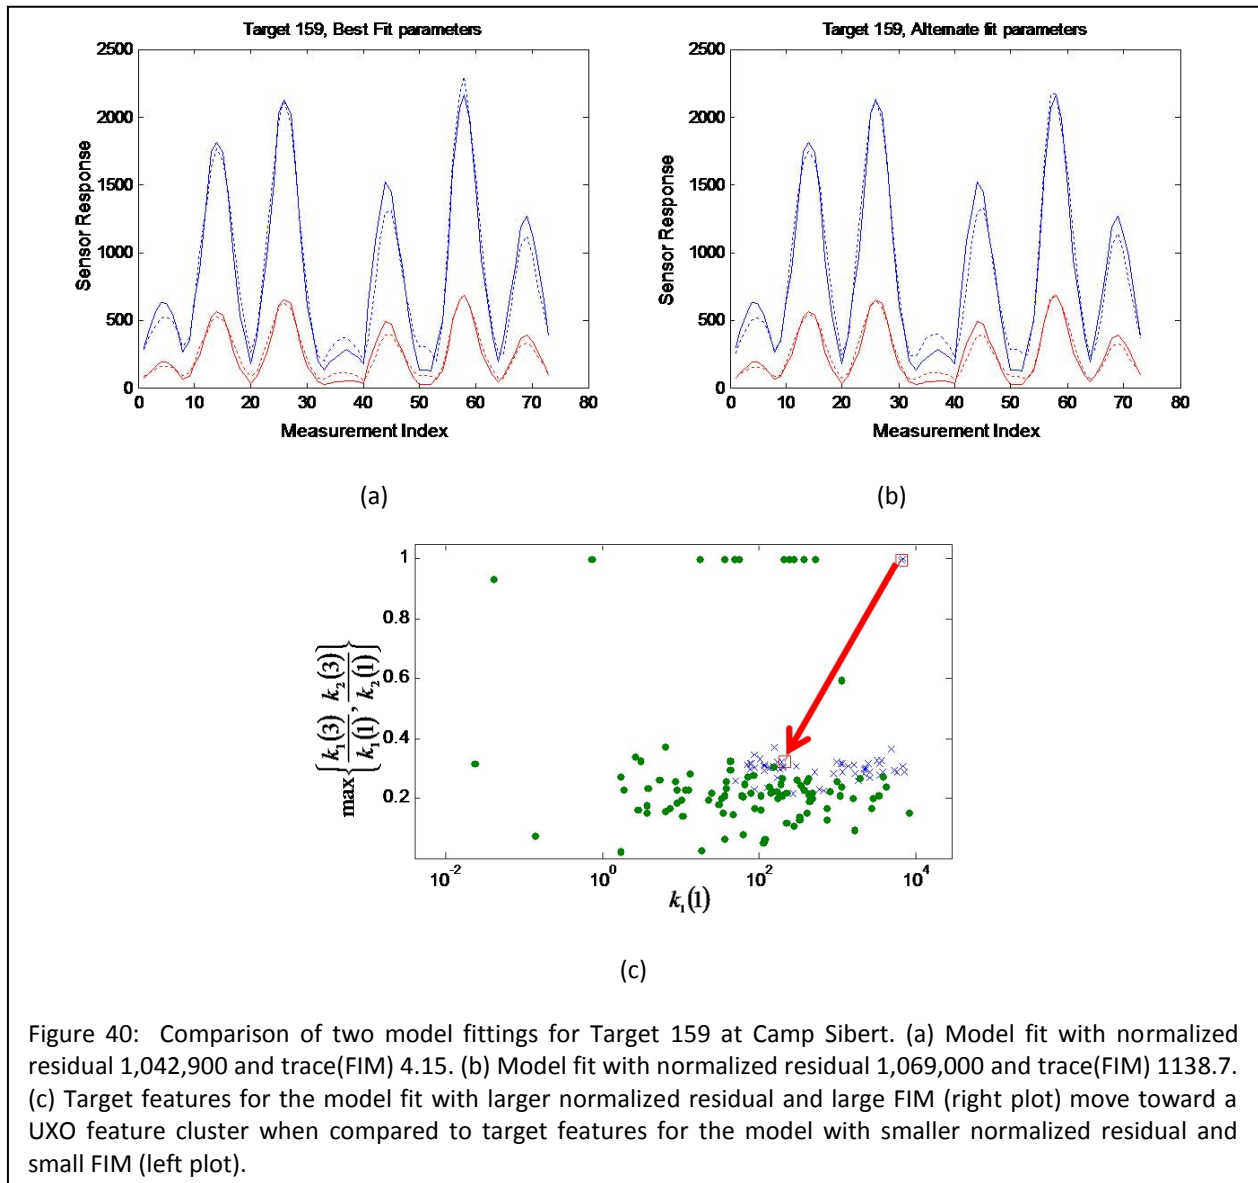 Target 159, Best Fit parameters
2500
2000
1500
1000
500
0
Sensor Response
0 10 20 30 40 50 60 70 80
Measurement Index
(a)
Target 159, Alternate fit parameters
2500
2000
1500
1000
500
0
Sensor Response
0 10 20 30 40 50 60 70 80
Measurement Index
(b)
1
0.8
0.6
0.4
0.2
max{k₁(3)/k₁(1), k₂(3)/k₂(1)}
10⁻² 10⁰ 10² 10⁴
k₁(1)
(c)
Figure 40: Comparison of two model fittings for Target 159 at Camp Sibert. (a) Model fit with normalized
residual 1,042,900 and trace(FIM) 4.15. (b) Model fit with normalized residual 1,069,000 and trace(FIM) 1138.7.
(c) Target features for the model fit with larger normalized residual and large FIM (right plot) move toward a
UXO feature cluster when compared to target features for the model with smaller normalized residual and
small FIM (left plot).